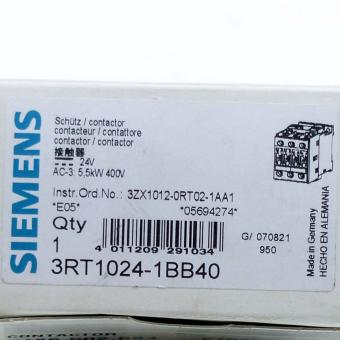 SIEMENS
Schütz / contactor
contacteur / contattore
contactor / contactor
接触器
24V
AC-3: 5,5kW 400V
Instr.Ord.No.: 3ZX1012-0RT02-1AA1
*E05* *05694274*
Qty
1
4 011209 291034
G/ 070821
950
3RT1024-1BB40
Made in Germany
HECHO EN ALEMANIA
CONTACTOR